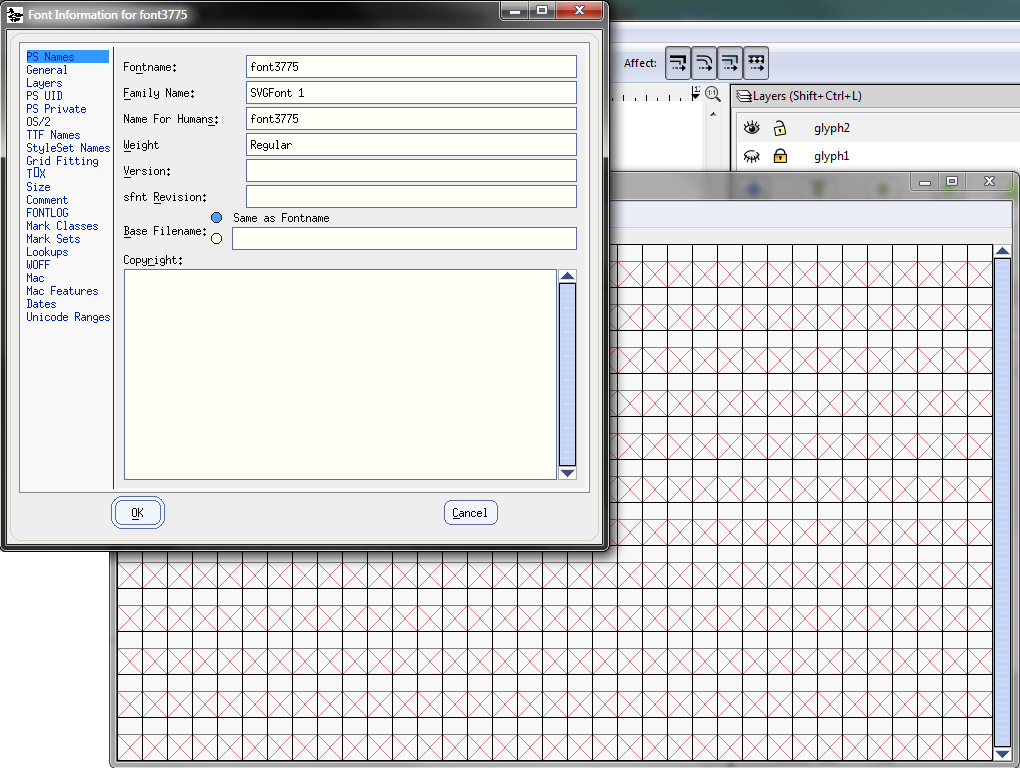 Font Information for font3775
PS Names
General
Layers
PS UID
PS Private
OS/2
TTF Names
StyleSet Names
Grid Fitting
Size
Comment
FONTLOG
Mark Classes
Mark Sets
Lookups
WOFF
Mac
Mac Features
Dates
Unicode Ranges
Fontname: font3775
Family Name: SVGFont 1
Name For Humans: font3775
Weight Regular
Version:
sfnt Revision:
Same as Fontname
Base Filename:
Copyright:
OK Cancel
Affect:
Layers (Shift+Ctrl+L)
glyph2
glyph1